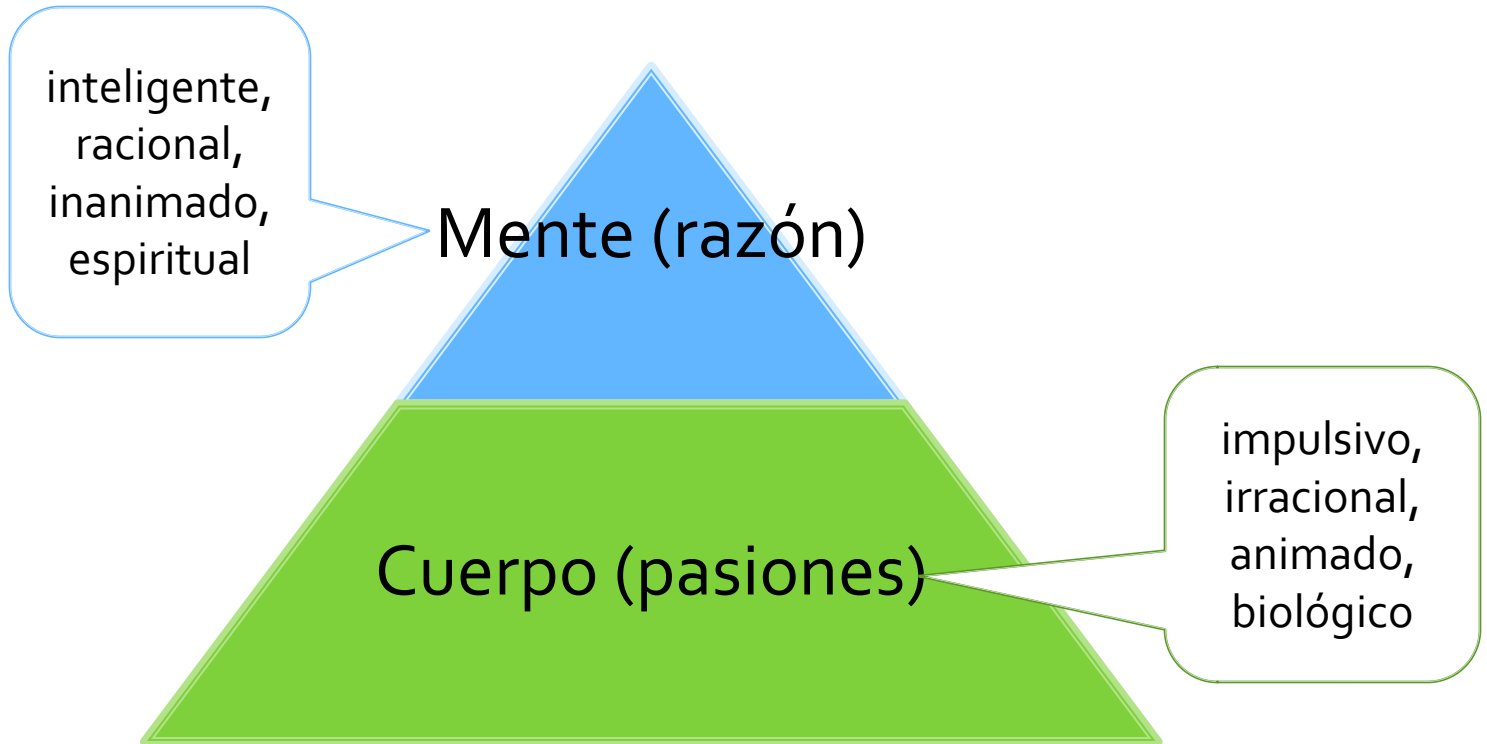 inteligente,
racional,
inanimado,
espiritual
Mente (razón)
Cuerpo (pasiones)
impulsivo,
irracional,
animado,
biológico